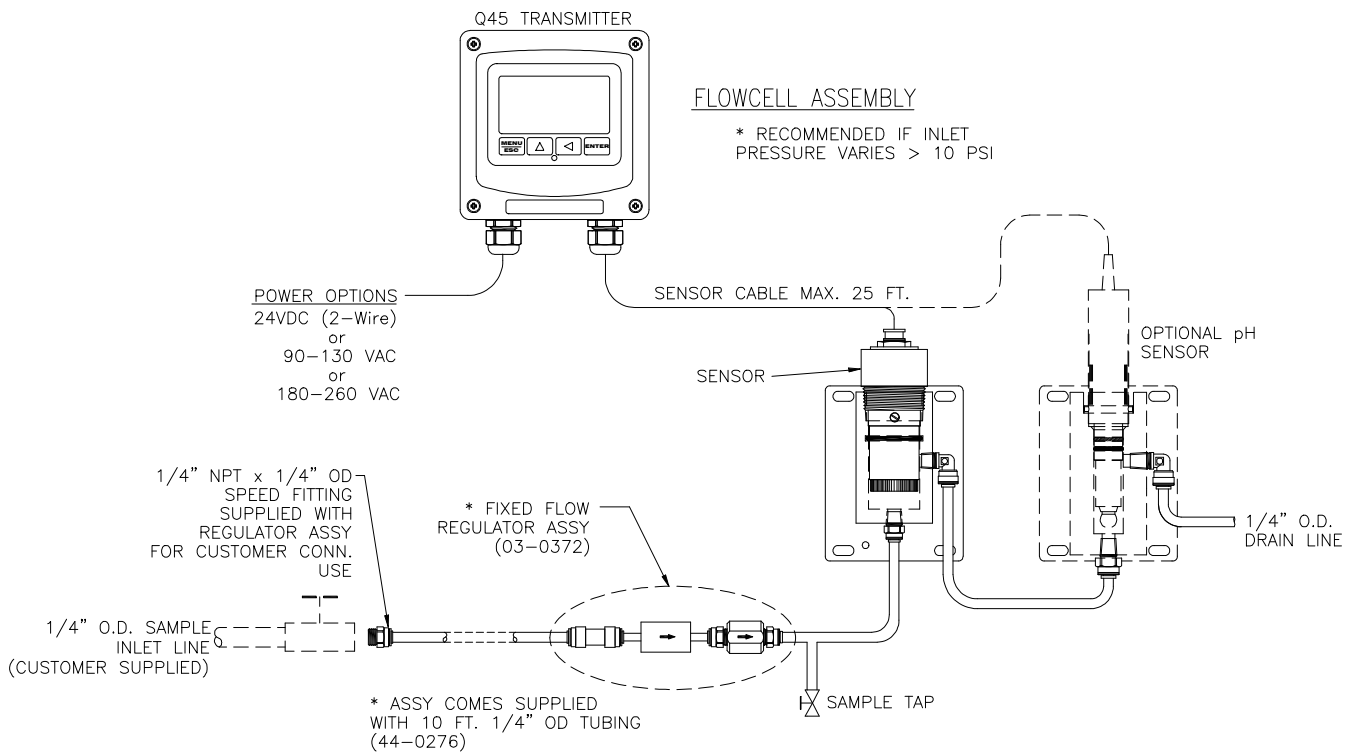 Q45 TRANSMITTER
FLOWCELL ASSEMBLY
* RECOMMENDED IF INLET
PRESSURE VARIES > 10 PSI
MENU
ESC
ENTER
POWER OPTIONS
24VDC (2-Wire)
or
90-130 VAC
or
180-260 VAC
SENSOR CABLE MAX. 25 FT.
OPTIONAL pH
SENSOR
SENSOR
1/4" NPT x 1/4" OD
SPEED FITTING
SUPPLIED WITH
REGULATOR ASSY
FOR CUSTOMER CONN.
USE
* FIXED FLOW
REGULATOR ASSY
(03-0372)
1/4" O.D.
DRAIN LINE
1/4" O.D. SAMPLE
INLET LINE
(CUSTOMER SUPPLIED)
* ASSY COMES SUPPLIED
WITH 10 FT. 1/4" OD TUBING
(44-0276)
SAMPLE TAP